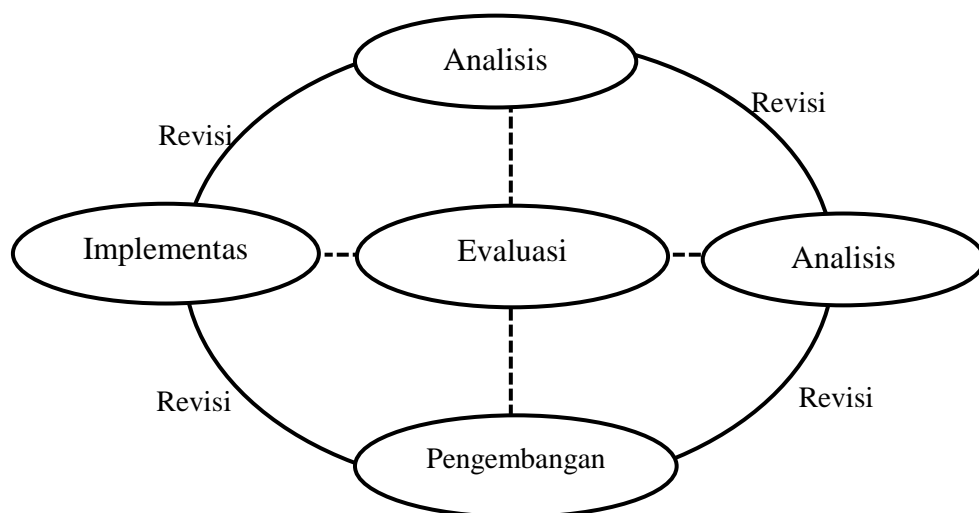 Analisis
Revisi
Revisi
Implementas
Evaluasi
Analisis
Revisi
Revisi
Pengembangan